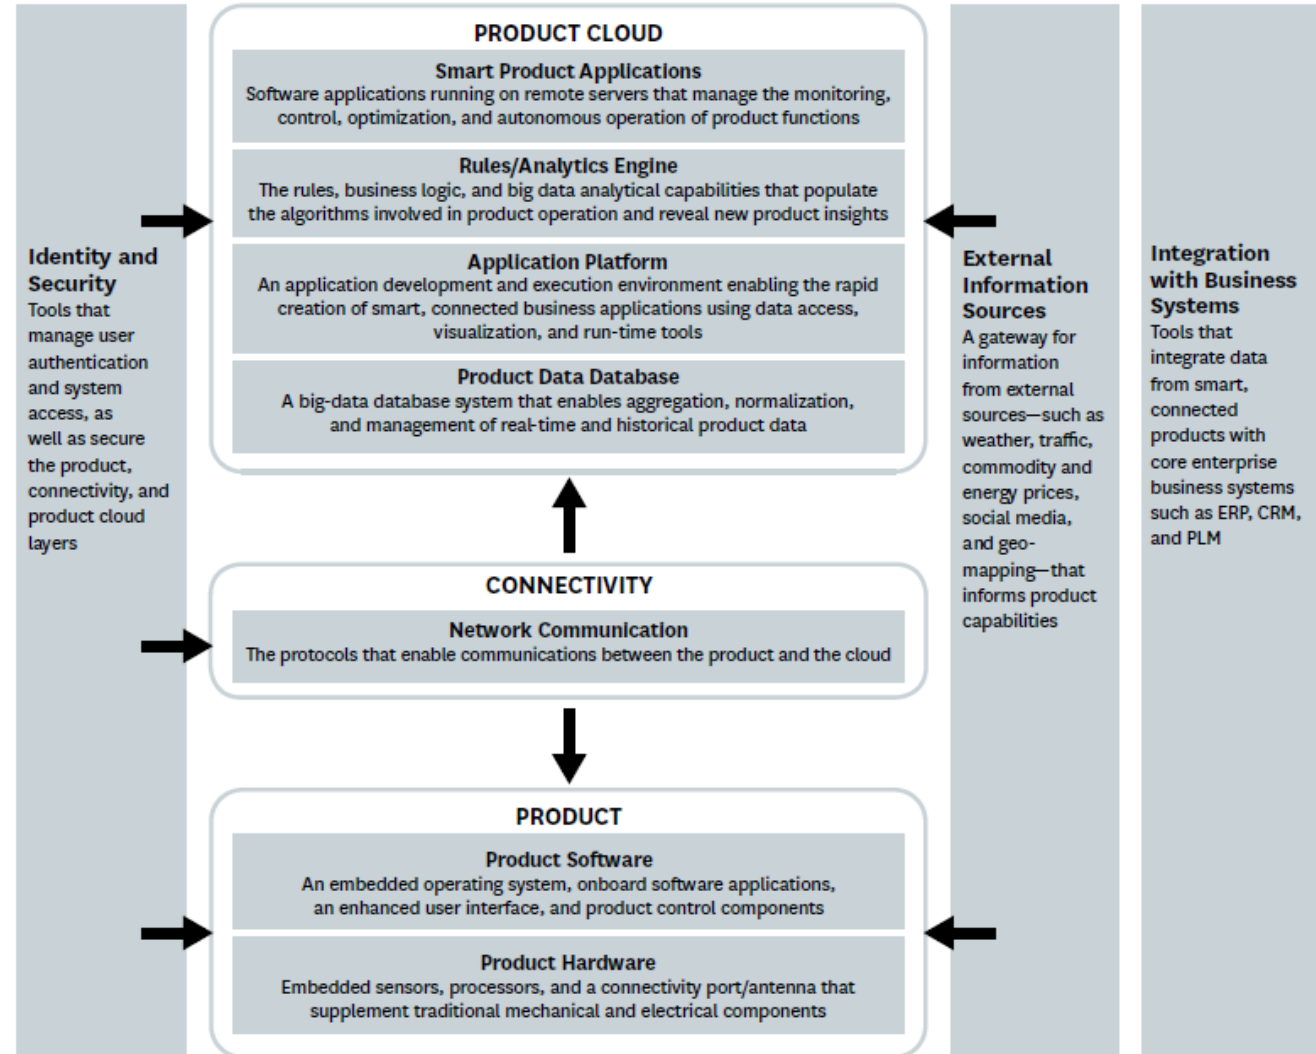 PRODUCT CLOUD
Smart Product Applications
Software applications running on remote servers that manage the monitoring,
control, optimization, and autonomous operation of product functions
Rules/Analytics Engine
The rules, business logic, and big data analytical capabilities that populate
the algorithms involved in product operation and reveal new product insights
Application Platform
An application development and execution environment enabling the rapid
creation of smart, connected business applications using data access,
visualization, and run-time tools
Product Data Database
A big-data database system that enables aggregation, normalization,
and management of real-time and historical product data
CONNECTIVITY
Network Communication
The protocols that enable communications between the product and the cloud
PRODUCT
Product Software
An embedded operating system, onboard software applications,
an enhanced user interface, and product control components
Product Hardware
Embedded sensors, processors, and a connectivity port/antenna that
supplement traditional mechanical and electrical components
Identity and
Security
Tools that
manage user
authentication
and system
access, as
well as secure
the product,
connectivity, and
product cloud
layers
External
Information
Sources
A gateway for
information
from external
sources—such as
weather, traffic,
commodity and
energy prices,
social media,
and geo-
mapping—that
informs product
capabilities
Integration
with Business
Systems
Tools that
integrate data
from smart,
connected
products with
core enterprise
business systems
such as ERP, CRM,
and PLM